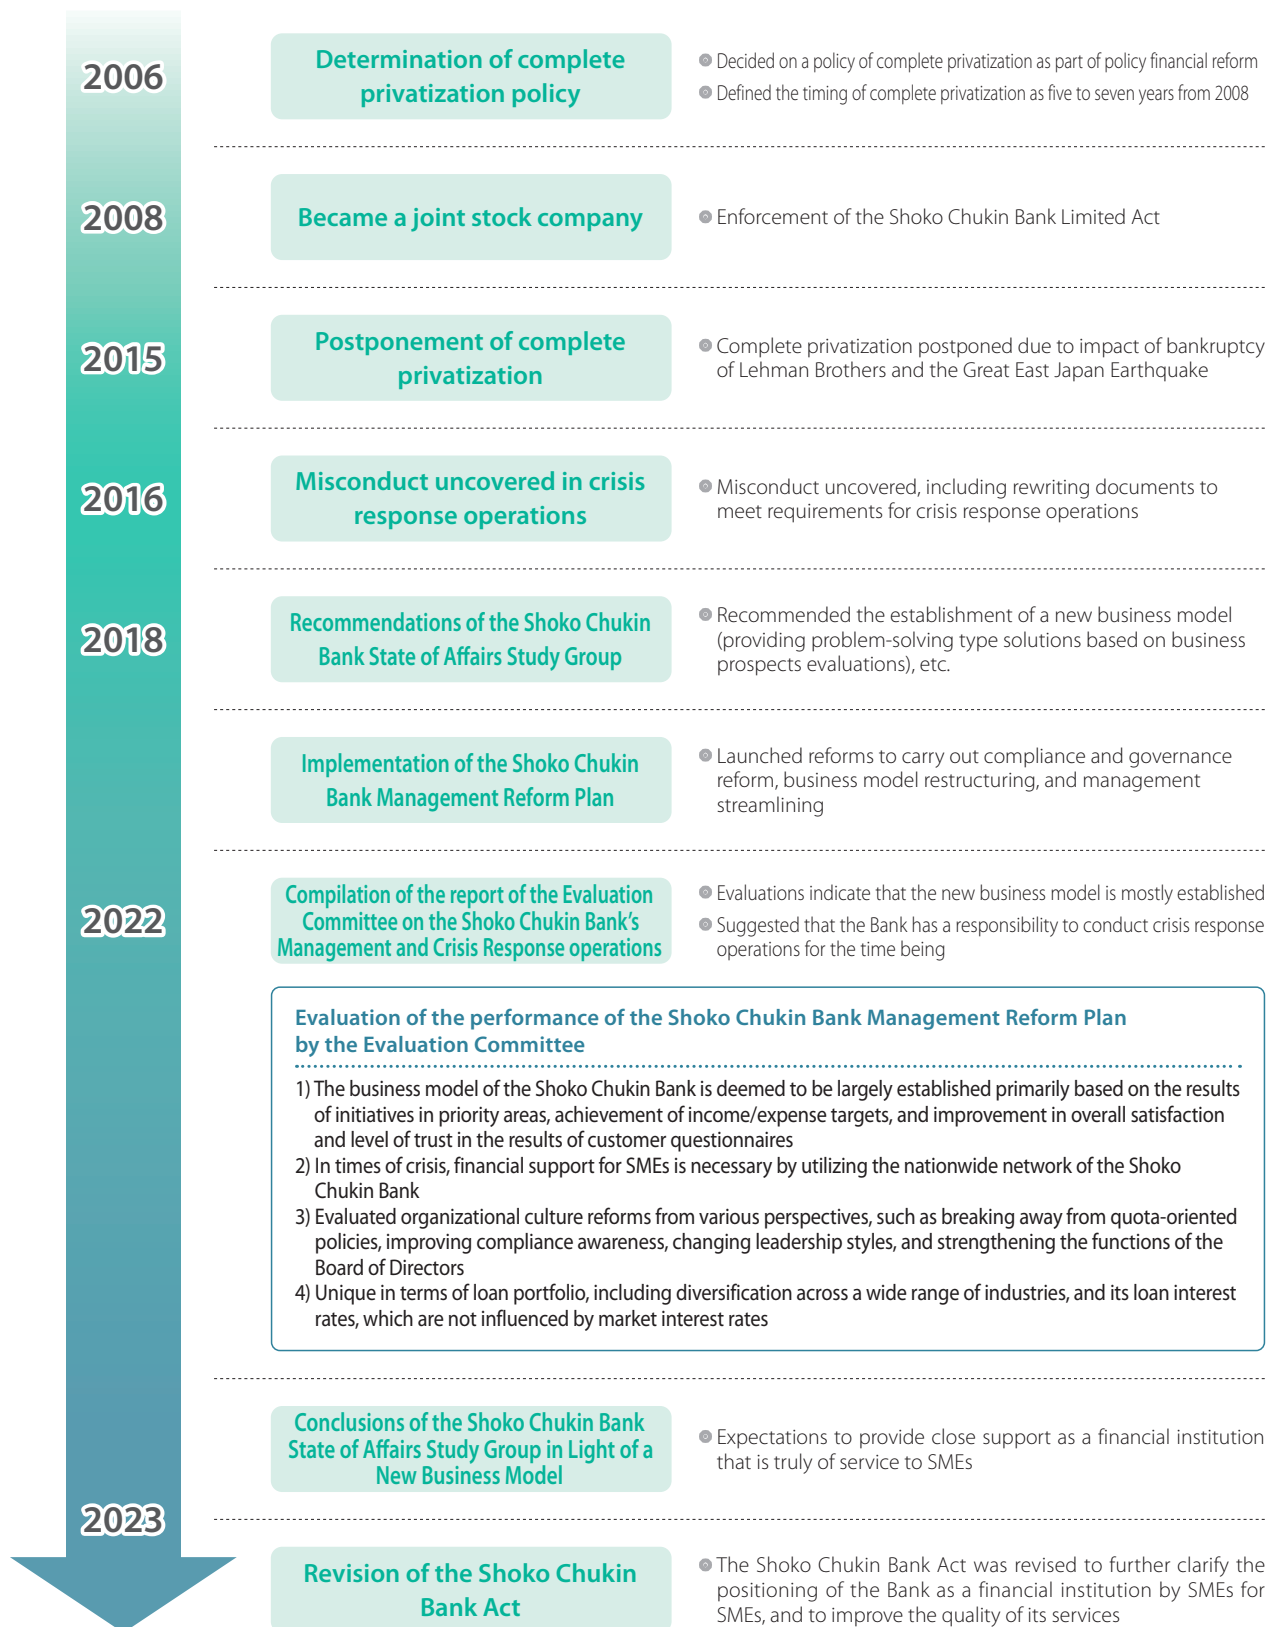 2006
Determination of complete
privatization policy
Decided on a policy of complete privatization as part of policy financial reform
Defined the timing of complete privatization as five to seven years from 2008
2008
Became a joint stock company
Enforcement of the Shoko Chukin Bank Limited Act
2015
Postponement of complete
privatization
Complete privatization postponed due to impact of bankruptcy
of Lehman Brothers and the Great East Japan Earthquake
2016
Misconduct uncovered in crisis
response operations
Misconduct uncovered, including rewriting documents to
meet requirements for crisis response operations
2018
Recommendations of the Shoko Chukin
Bank State of Affairs Study Group
Recommended the establishment of a new business model
(providing problem-solving type solutions based on business
prospects evaluations), etc.
Implementation of the Shoko Chukin
Bank Management Reform Plan
Launched reforms to carry out compliance and governance
reform, business model restructuring, and management
streamlining
2022
Compilation of the report of the Evaluation
Committee on the Shoko Chukin Bank's
Management and Crisis Response operations
Evaluations indicate that the new business model is mostly established
Suggested that the Bank has a responsibility to conduct crisis response
operations for the time being
Evaluation of the performance of the Shoko Chukin Bank Management Reform Plan
by the Evaluation Committee
1) The business model of the Shoko Chukin Bank is deemed to be largely established primarily based on the results
of initiatives in priority areas, achievement of income/expense targets, and improvement in overall satisfaction
and level of trust in the results of customer questionnaires
2) In times of crisis, financial support for SMEs is necessary by utilizing the nationwide network of the Shoko
Chukin Bank
3) Evaluated organizational culture reforms from various perspectives, such as breaking away from quota-oriented
policies, improving compliance awareness, changing leadership styles, and strengthening the functions of the
Board of Directors
4) Unique in terms of loan portfolio, including diversification across a wide range of industries, and its loan interest
rates, which are not influenced by market interest rates
Conclusions of the Shoko Chukin Bank
State of Affairs Study Group in Light of a
New Business Model
Expectations to provide close support as a financial institution
that is truly of service to SMEs
2023
Revision of the Shoko Chukin
Bank Act
The Shoko Chukin Bank Act was revised to further clarify the
positioning of the Bank as a financial institution by SMEs for
SMEs, and to improve the quality of its services